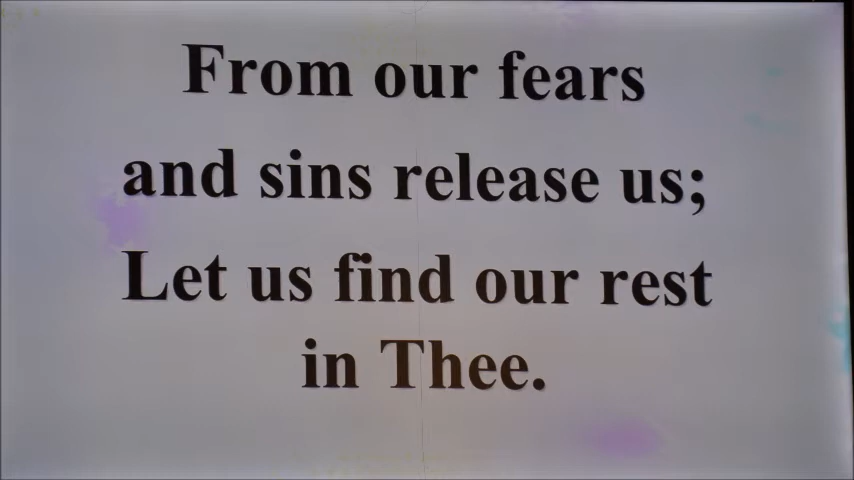 From our fears
and sins release us;
Let us find our rest
in Thee.